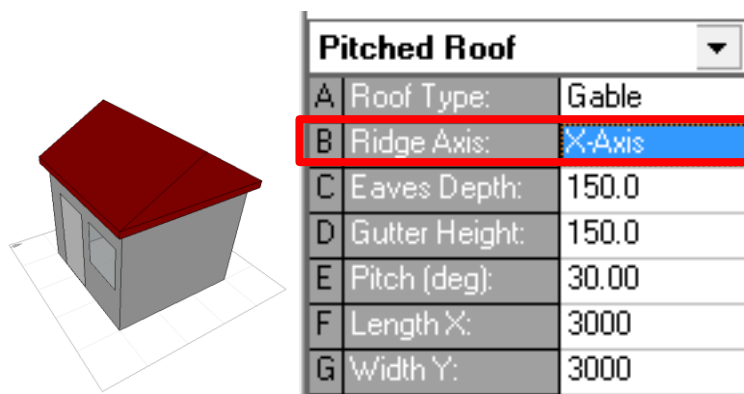 Pitched Roof
A Roof Type: Gable
B Ridge Axis: X-Axis
C Eaves Depth: 150.0
D Gutter Height: 150.0
E Pitch (deg): 30.00
F Length X: 3000
G Width Y: 3000